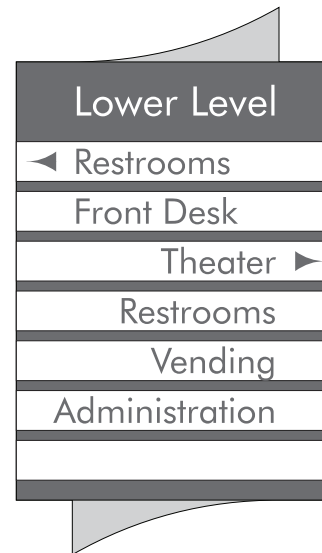 Lower Level
Restrooms
Front Desk
Theater
Restrooms
Vending
Administration